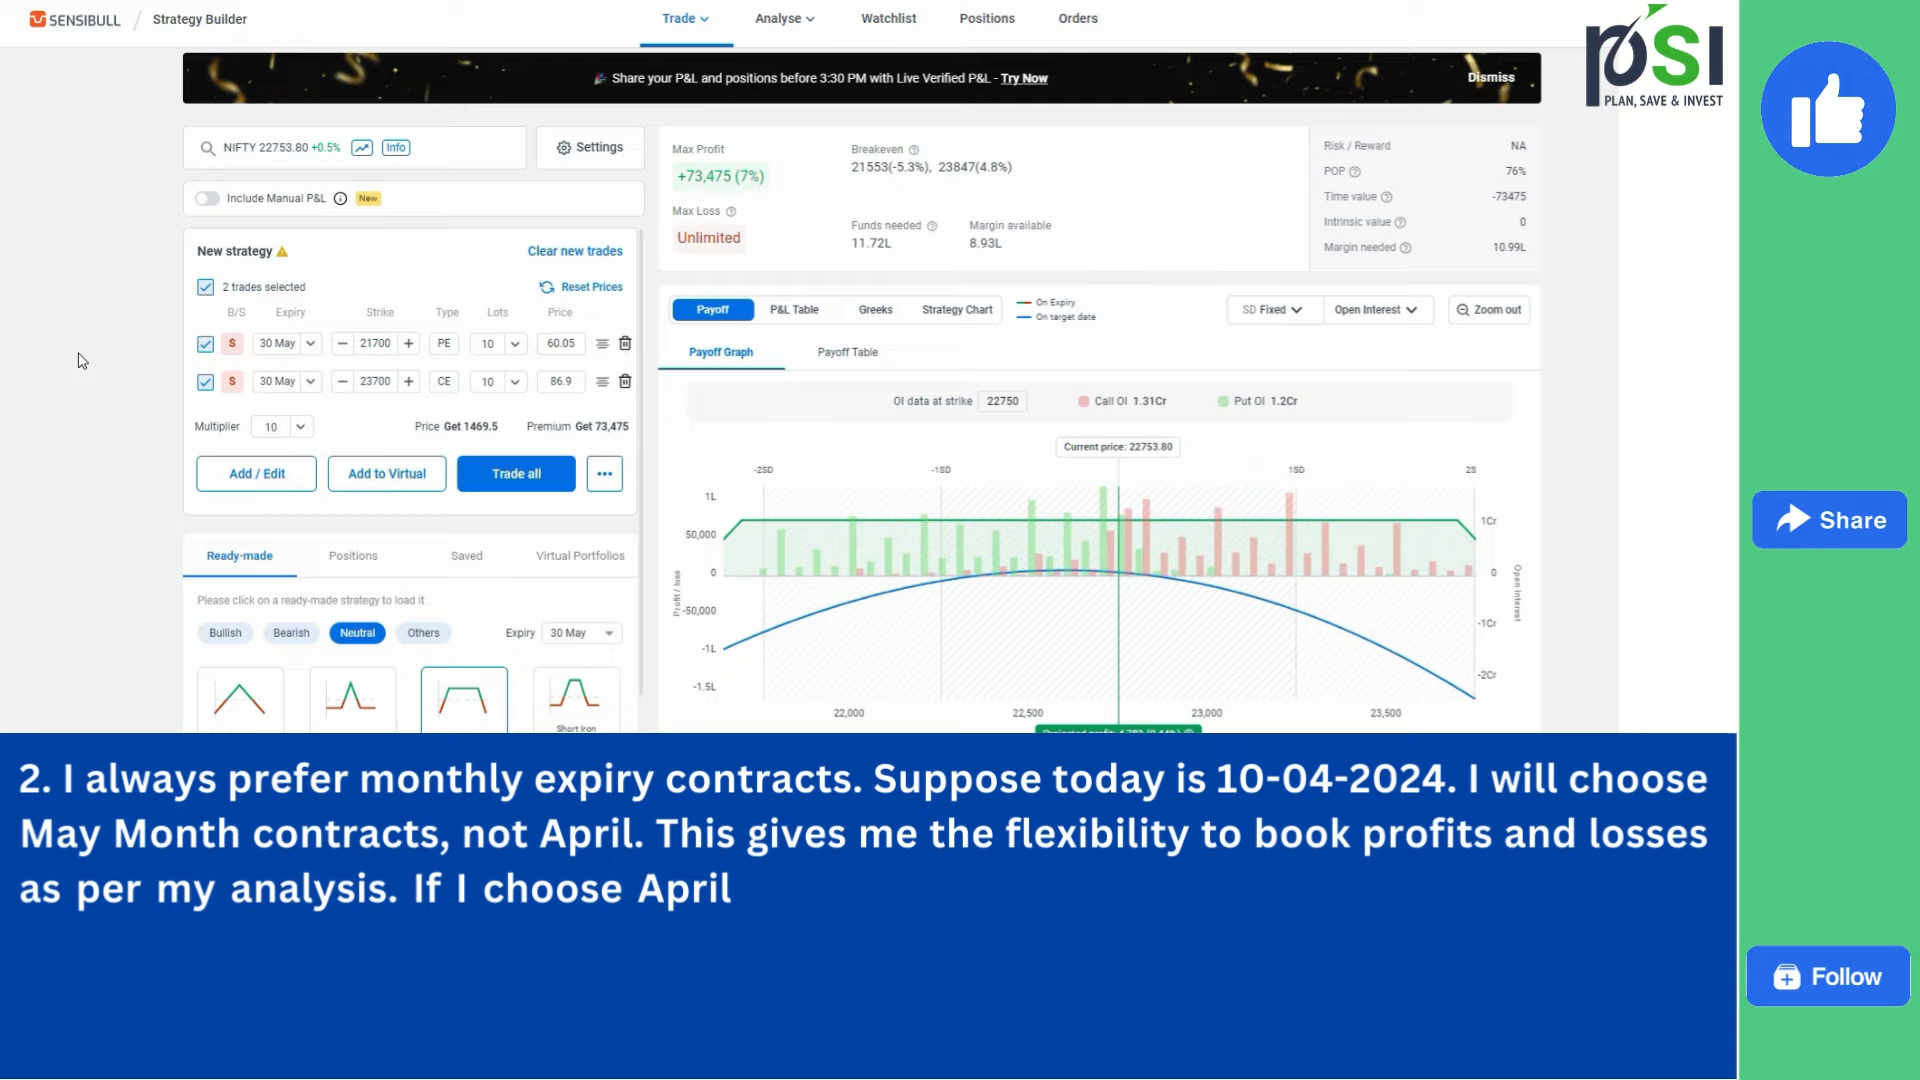 SENSIBULL / Strategy Builder
Trade
Analyse
Watchlist
Positions
Orders
Share your P&L and positions before 3:30 PM with Live Verified P&L - Try Now
Dismiss
PSI
PLAN, SAVE & INVEST
NIFTY 22753.80 +0.5%
Info
Settings
Include Manual P&L
New
Max Profit
+73,475 (7%)
Max Loss
Unlimited
Breakeven
21553(-5.3%), 23847(4.8%)
Funds needed
11.72L
Margin available
8.93L
Risk / Reward NA
POP 76%
Time value -73475
Intrinsic value 0
Margin needed 10.99L
New strategy
Clear new trades
2 trades selected
Reset Prices
B/S Expiry Strike Type Lots Price
S 30 May − 21700 + PE 10 60.05
S 30 May − 23700 + CE 10 86.9
Multiplier 10 Price Get 1469.5 Premium Get 73,475
Add / Edit
Add to Virtual
Trade all
Ready-made
Positions
Saved
Virtual Portfolios
Please click on a ready-made strategy to load it
Bullish
Bearish
Neutral
Others
Expiry 30 May
Short Iron
Payoff
P&L Table
Greeks
Strategy Chart
On Expiry
On target date
SD Fixed
Open Interest
Zoom out
Payoff Graph
Payoff Table
OI data at strike 22750
Call OI 1.31Cr
Put OI 1.2Cr
Current price: 22753.80
-2SD -1SD 1SD 2S
1L
50,000
0
-50,000
-1L
-1.5L
Profit / loss
1Cr
0
-1Cr
-2Cr
Open Interest
22,000 22,500 23,000 23,500
2. I always prefer monthly expiry contracts. Suppose today is 10-04-2024. I will choose
May Month contracts, not April. This gives me the flexibility to book profits and losses
as per my analysis. If I choose April
Share
Follow